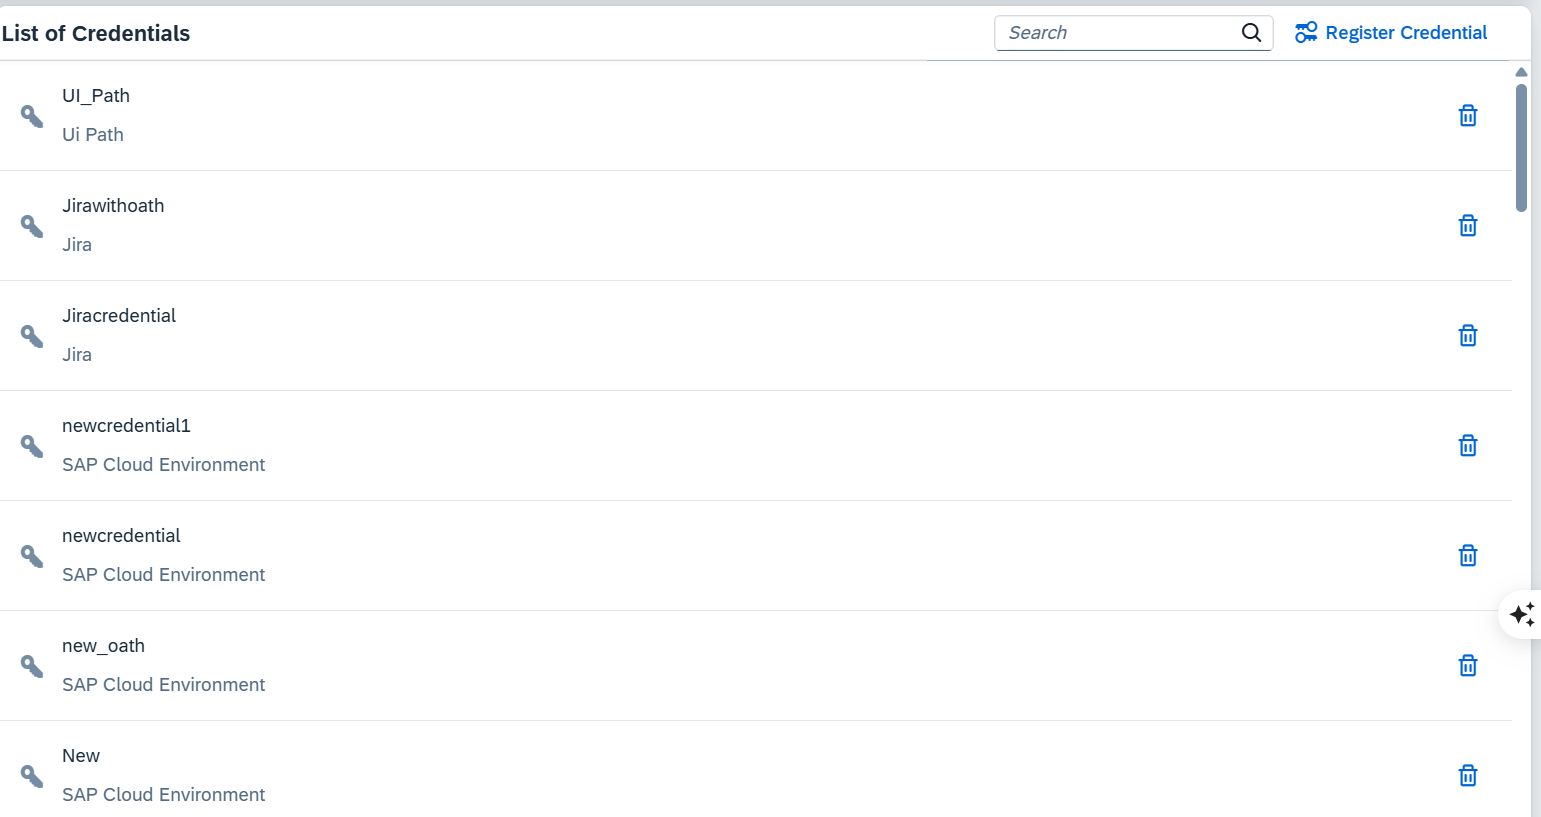 List of Credentials
Search
Register Credential
UI_Path
Ui Path
Jirawithoath
Jira
Jiracredential
Jira
newcredential1
SAP Cloud Environment
newcredential
SAP Cloud Environment
new_oath
SAP Cloud Environment
New
SAP Cloud Environment